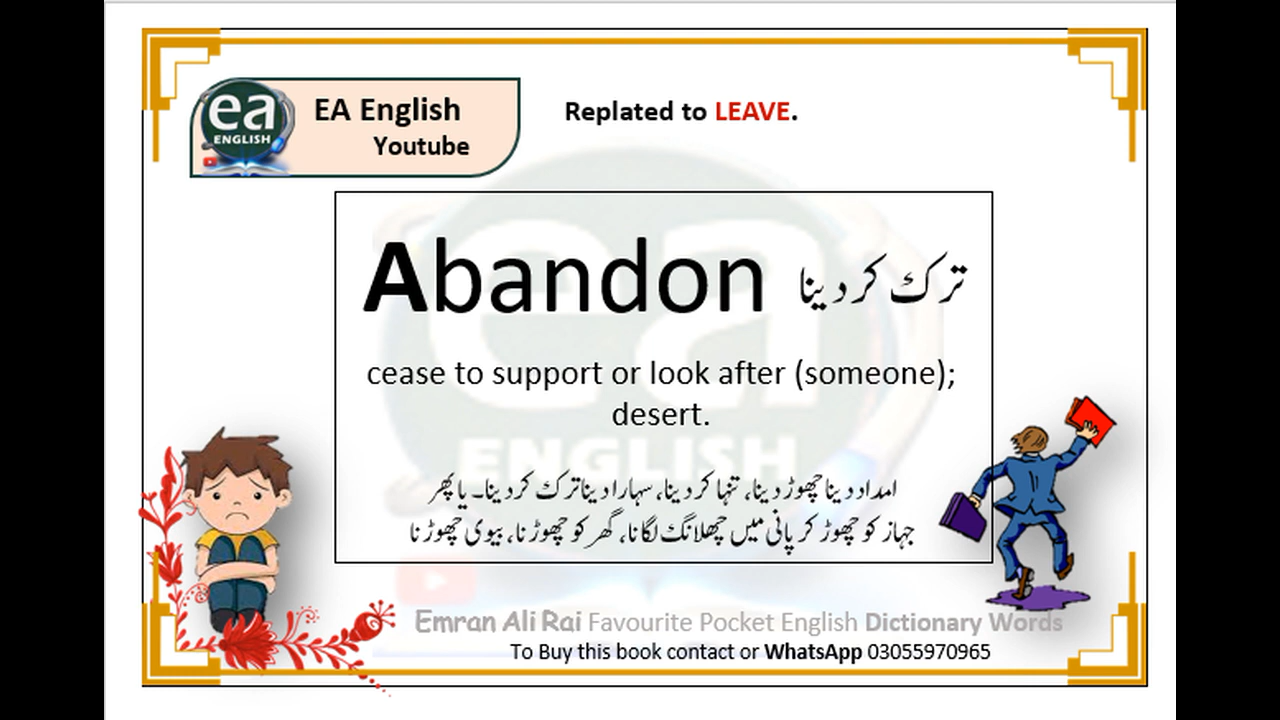 ea
ENGLISH
EA English
Youtube
Replated to LEAVE.
Abandon ترک کر دینا
cease to support or look after (someone);
desert.
امداد دینا چھوڑ دینا، تنہا کر دینا، سہارا دینا ترک کر دینا۔ یا پھر
جہاز کو چھوڑ کر پانی میں چھلانگ لگانا، گھر کو چھوڑنا، بیوی چھوڑنا
ea
ENGLISH
Emran Ali Rai Favourite Pocket English Dictionary Words
To Buy this book contact or WhatsApp 03055970965